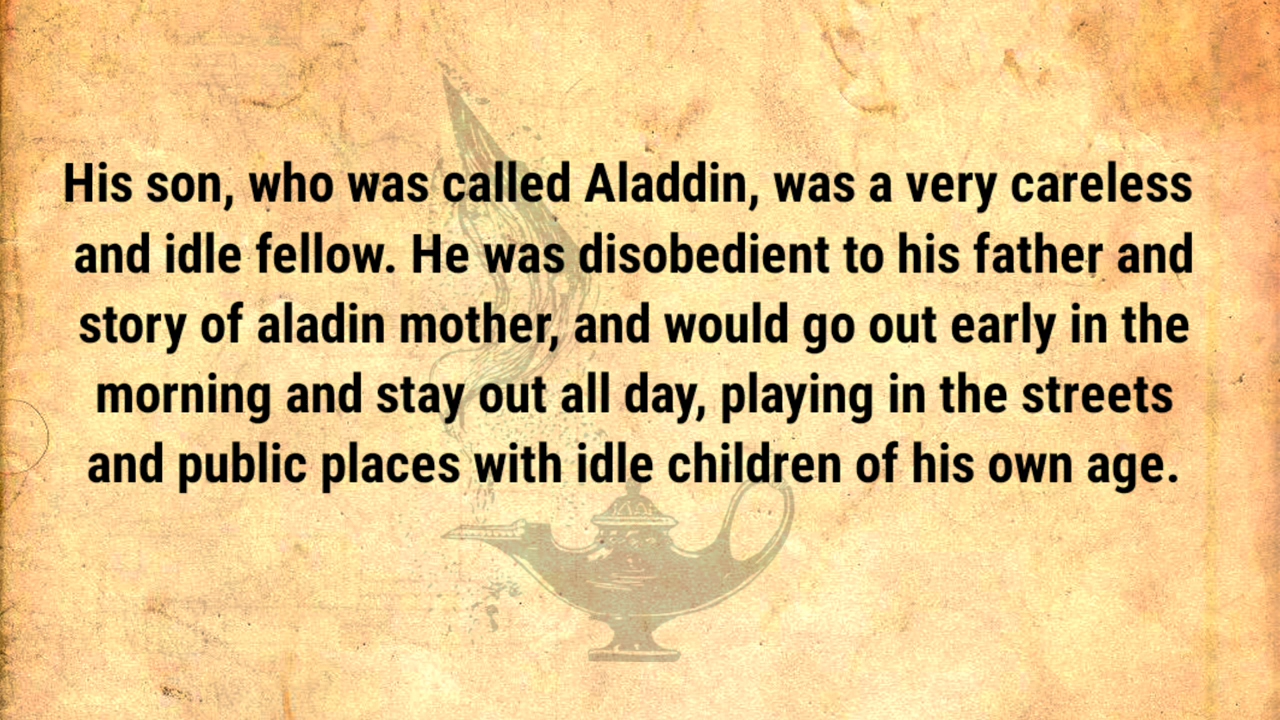 His son, who was called Aladdin, was a very careless
and idle fellow. He was disobedient to his father and
story of aladin mother, and would go out early in the
morning and stay out all day, playing in the streets
and public places with idle children of his own age.